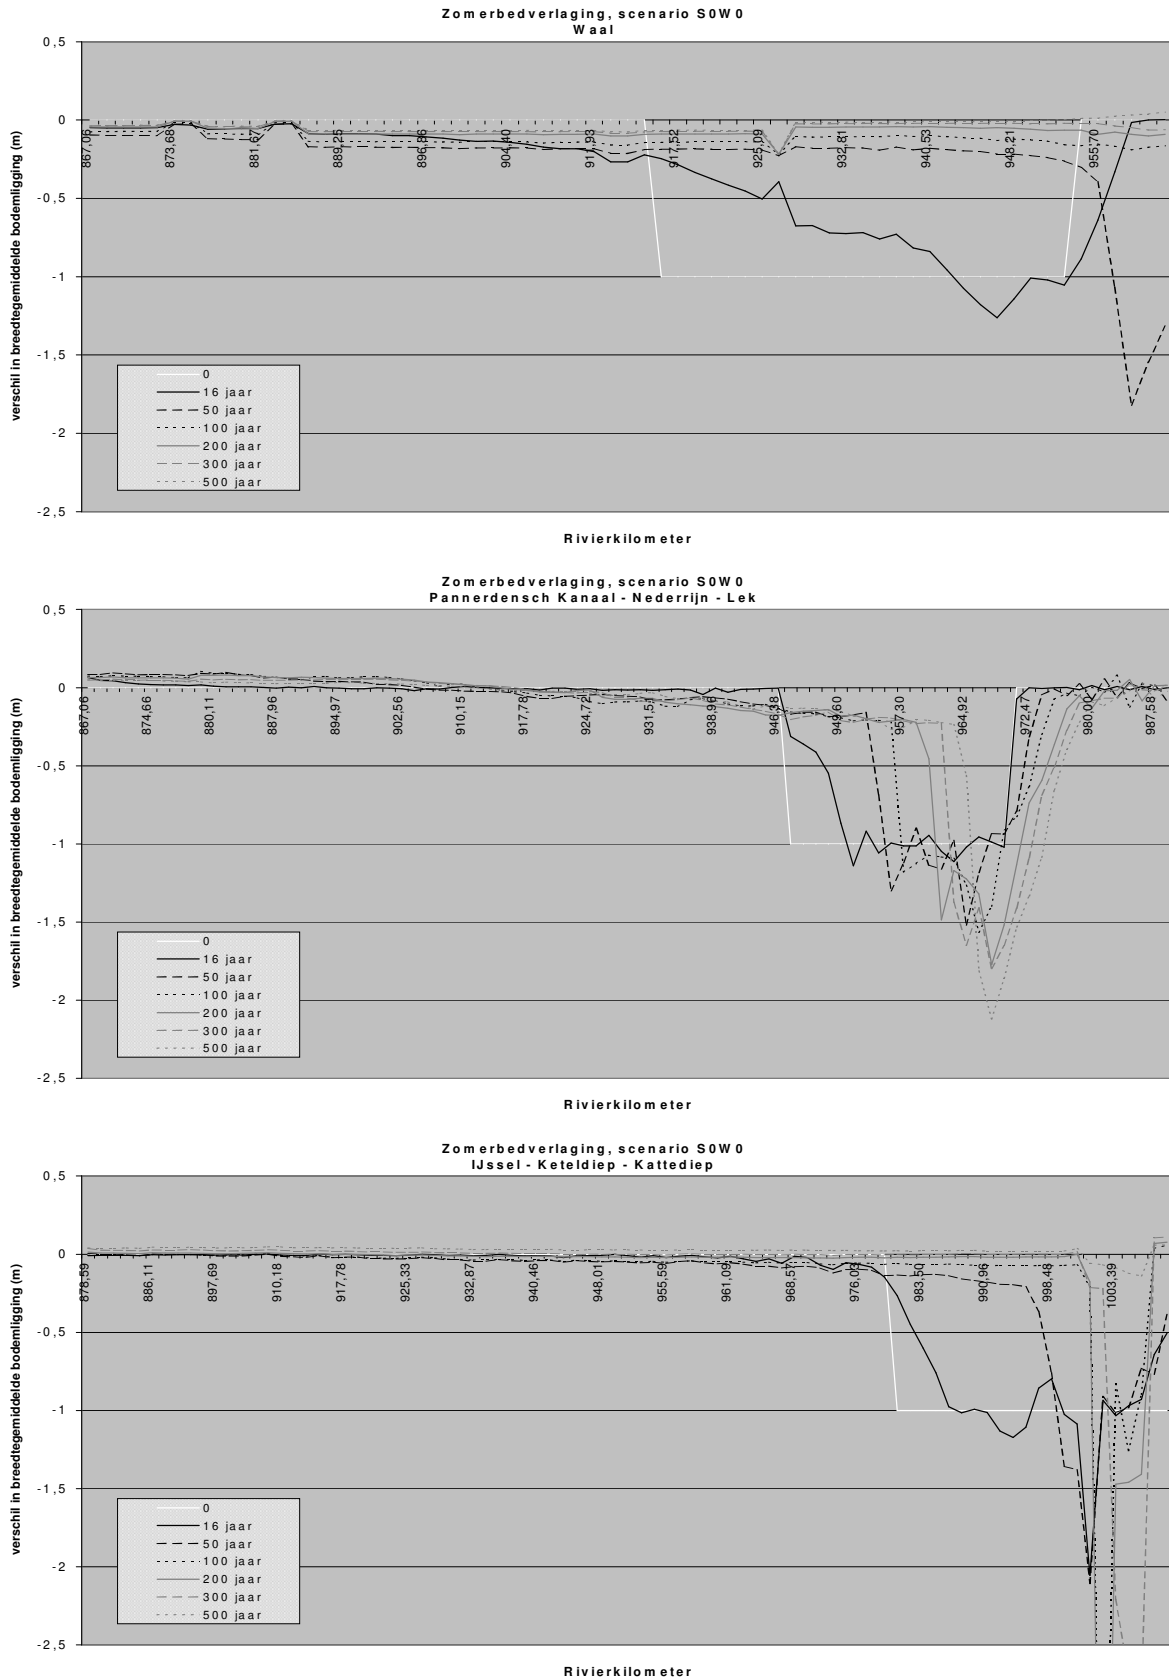 Zomerbedverlaging, scenario S0W0
Waal
verschil in breedtegemiddelde bodemligging (m)
0,5
0
-0,5
-1
-1,5
-2
-2,5
867,06 873,68 881,67 889,25 896,86 904,40 911,93 917,52 925,09 932,81 940,53 948,21 955,70
0
16 jaar
50 jaar
100 jaar
200 jaar
300 jaar
500 jaar
Rivierkilometer
Zomerbedverlaging, scenario S0W0
Pannerdensch Kanaal - Nederrijn - Lek
verschil in breedtegemiddelde bodemligging (m)
0,5
0
-0,5
-1
-1,5
-2
-2,5
867,06 874,68 880,11 887,96 894,97 902,56 910,15 917,78 924,72 931,51 938,98 946,38 949,60 957,30 964,92 972,47 980,00 987,58
0
16 jaar
50 jaar
100 jaar
200 jaar
300 jaar
500 jaar
Rivierkilometer
Zomerbedverlaging, scenario S0W0
IJssel - Keteldiep - Kattediep
verschil in breedtegemiddelde bodemligging (m)
0,5
0
-0,5
-1
-1,5
-2
-2,5
878,59 886,11 897,69 910,18 917,78 925,33 932,87 940,46 948,01 955,59 961,09 968,57 976,03 983,50 990,96 998,48 1003,39
0
16 jaar
50 jaar
100 jaar
200 jaar
300 jaar
500 jaar
Rivierkilometer